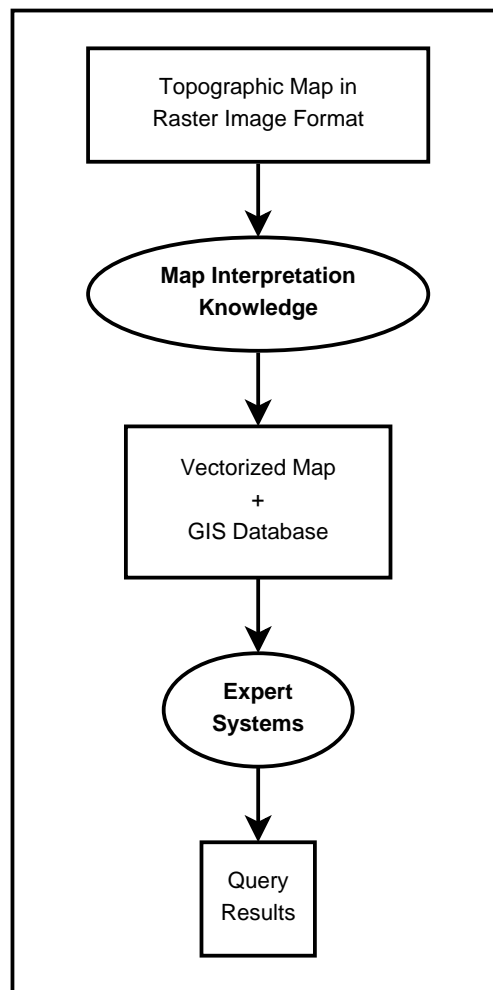 Topographic Map in
Raster Image Format
Map Interpretation
Knowledge
Vectorized Map
+
GIS Database
Expert
Systems
Query
Results